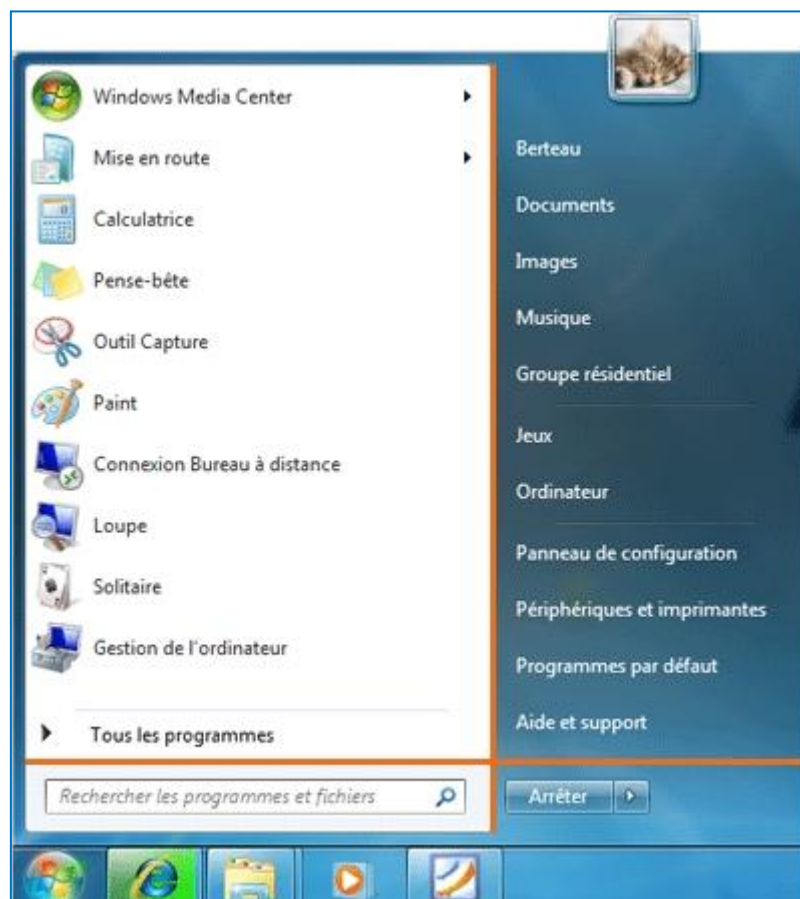 Windows Media Center
Mise en route
Calculatrice
Pense-bête
Outil Capture
Paint
Connexion Bureau à distance
Loupe
Solitaire
Gestion de l'ordinateur
Tous les programmes
Rechercher les programmes et fichiers
Berteau
Documents
Images
Musique
Groupe résidentiel
Jeux
Ordinateur
Panneau de configuration
Périphériques et imprimantes
Programmes par défaut
Aide et support
Arrêter